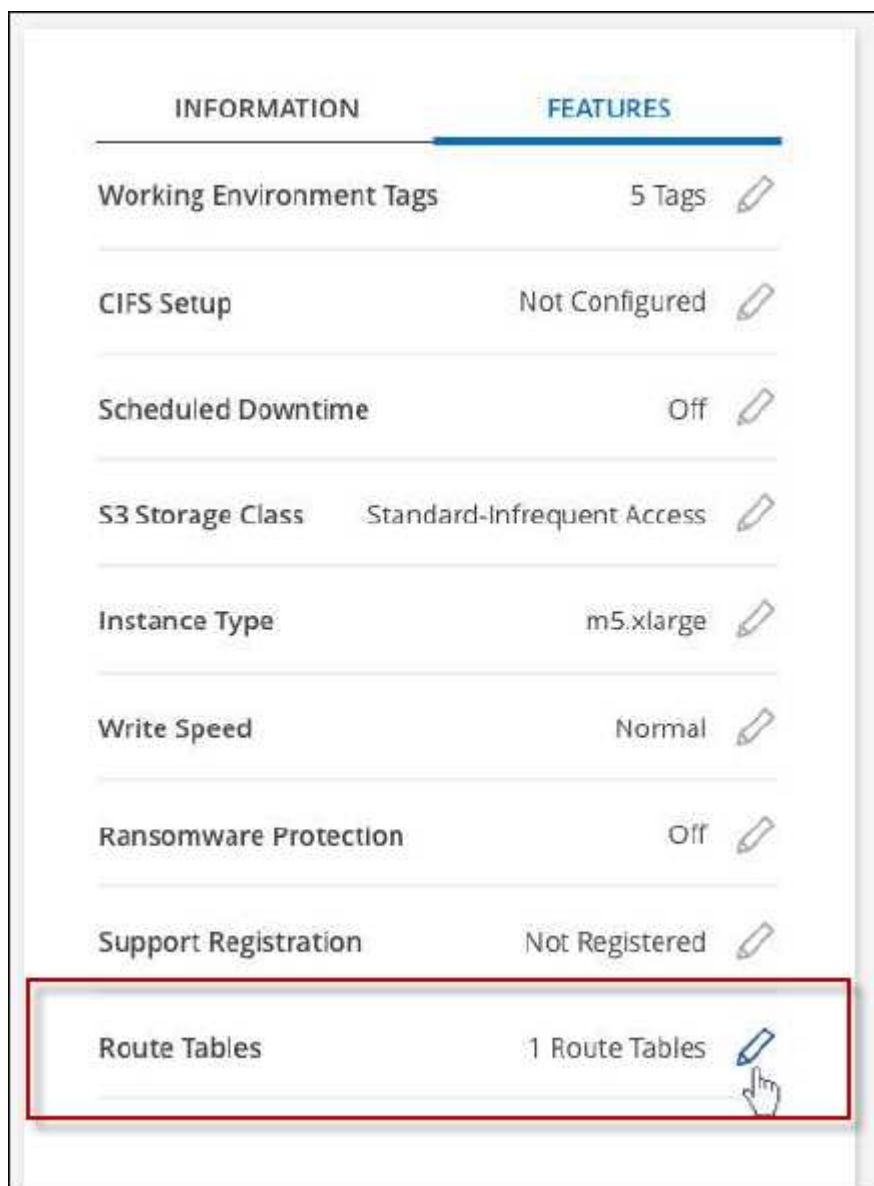 INFORMATION FEATURES
Working Environment Tags 5 Tags
CIFS Setup Not Configured
Scheduled Downtime Off
S3 Storage Class Standard-Infrequent Access
Instance Type m5.xlarge
Write Speed Normal
Ransomware Protection Off
Support Registration Not Registered
Route Tables 1 Route Tables